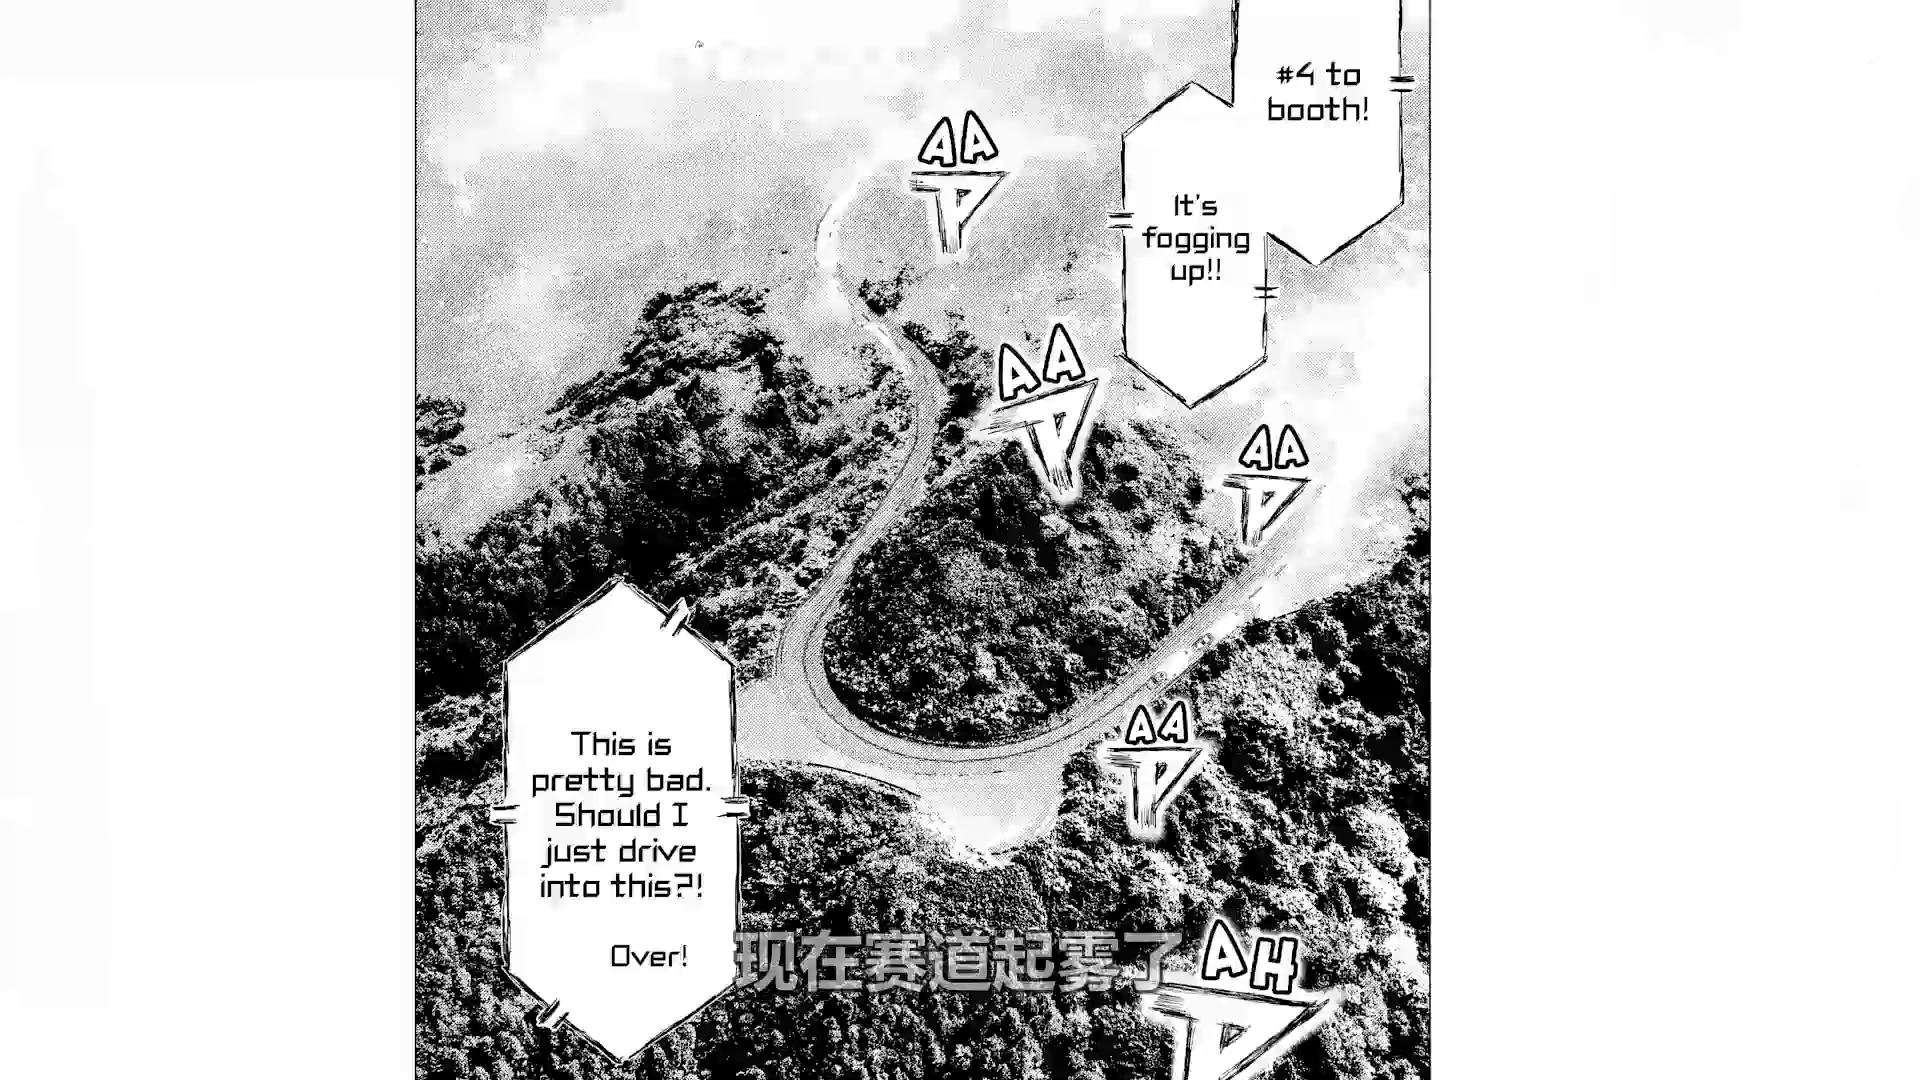 #4 to
booth!
It's
fogging
up!!
AA
AA
AA
AA
This is
pretty bad.
Should I
just drive
into this?!
Over!
现在赛道起雾了
AH